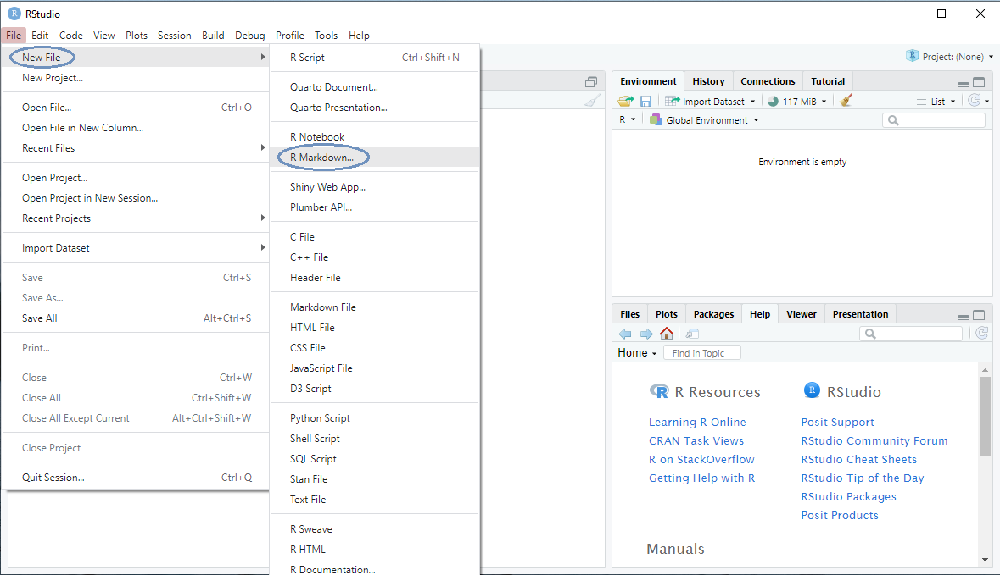 R RStudio
File Edit Code View Plots Session Build Debug Profile Tools Help
New File
New Project...
Open File... Ctrl+O
Open File in New Column...
Recent Files
Open Project...
Open Project in New Session...
Recent Projects
Import Dataset
Save Ctrl+S
Save As...
Save All Alt+Ctrl+S
Print...
Close Ctrl+W
Close All Ctrl+Shift+W
Close All Except Current Alt+Ctrl+Shift+W
Close Project
Quit Session... Ctrl+Q
R Script Ctrl+Shift+N
Quarto Document...
Quarto Presentation...
R Notebook
R Markdown...
Shiny Web App...
Plumber API...
C File
C++ File
Header File
Markdown File
HTML File
CSS File
JavaScript File
D3 Script
Python Script
Shell Script
SQL Script
Stan File
Text File
R Sweave
R HTML
R Documentation...
R Project: (None)
Environment History Connections Tutorial
Import Dataset 117 MiB List
R Global Environment
Environment is empty
Files Plots Packages Help Viewer Presentation
Home Find in Topic
R R Resources
Learning R Online
CRAN Task Views
R on StackOverflow
Getting Help with R
R RStudio
Posit Support
RStudio Community Forum
RStudio Cheat Sheets
RStudio Tip of the Day
RStudio Packages
Posit Products
Manuals